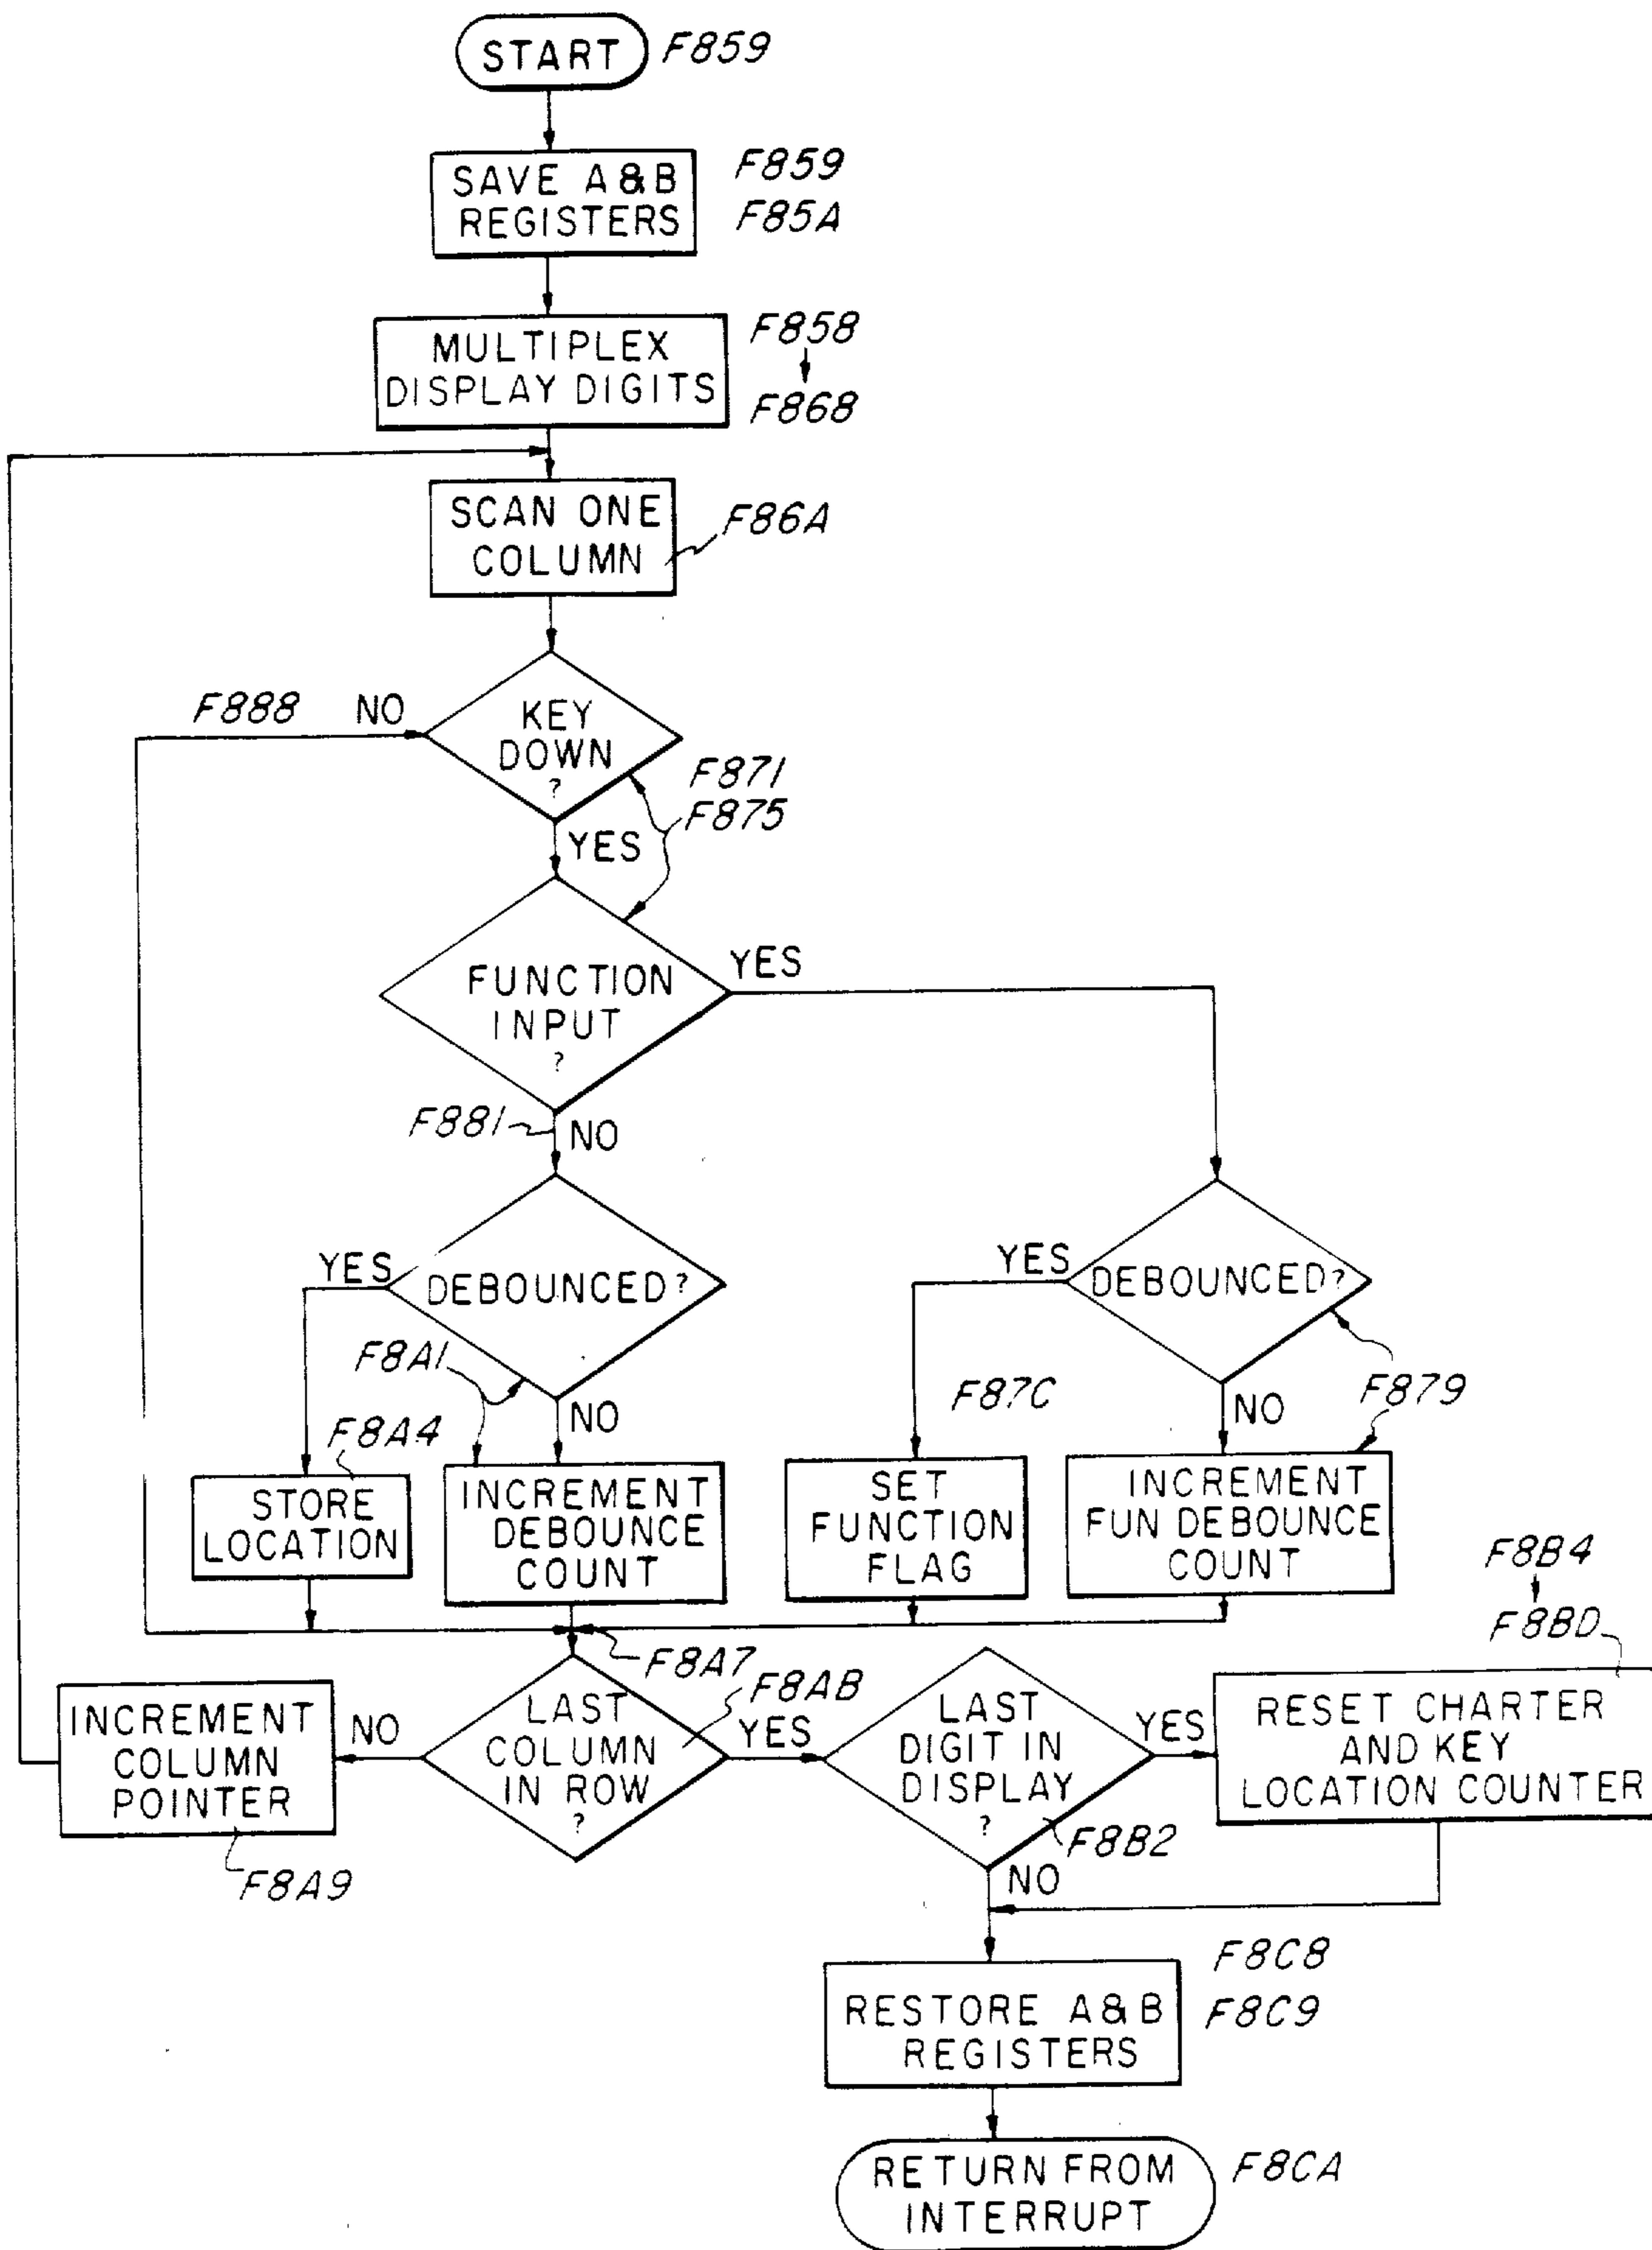 START F859
SAVE A&B
REGISTERS
F859
F85A
MULTIPLEX
DISPLAY DIGITS
F858
F868
SCAN ONE
COLUMN
F86A
F888 NO
KEY
DOWN
?
F871
F875
YES
FUNCTION
INPUT
?
YES
F881 NO
YES
DEBOUNCED?
YES
DEBOUNCED?
F8A1
NO
F87C
NO
F879
F8A4
STORE
LOCATION
INCREMENT
DEBOUNCE
COUNT
SET
FUNCTION
FLAG
INCREMENT
FUN DEBOUNCE
COUNT
F8B4
F8BD
F8A7
F8AB
INCREMENT
COLUMN
POINTER
NO
LAST
COLUMN
IN ROW
?
YES
LAST
DIGIT IN
DISPLAY
?
YES
RESET CHARTER
AND KEY
LOCATION COUNTER
F8A9
F8B2
NO
RESTORE A&B
REGISTERS
F8C8
F8C9
RETURN FROM
INTERRUPT
F8CA